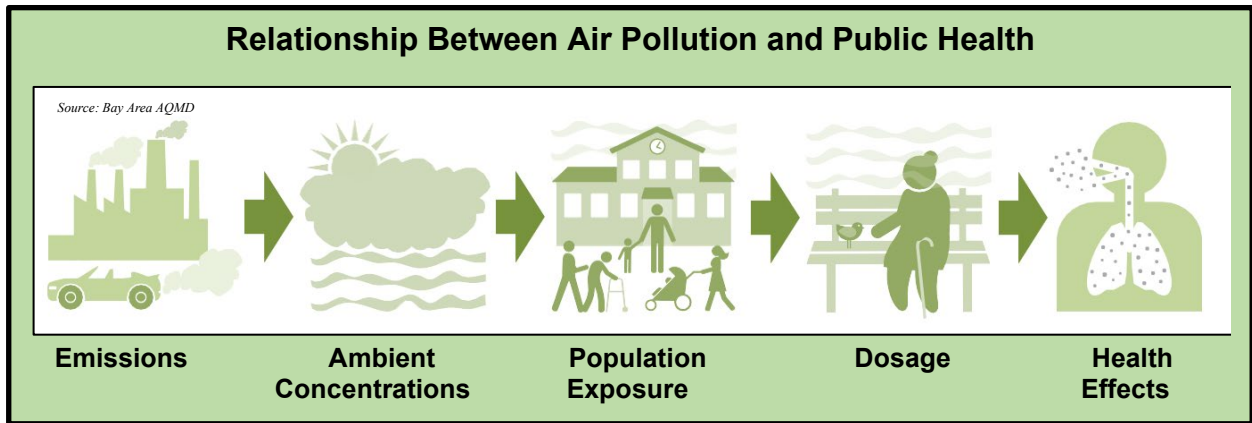 Relationship Between Air Pollution and Public Health
Source: Bay Area AQMD
Emissions
Ambient
Concentrations
Population
Exposure
Dosage
Health
Effects